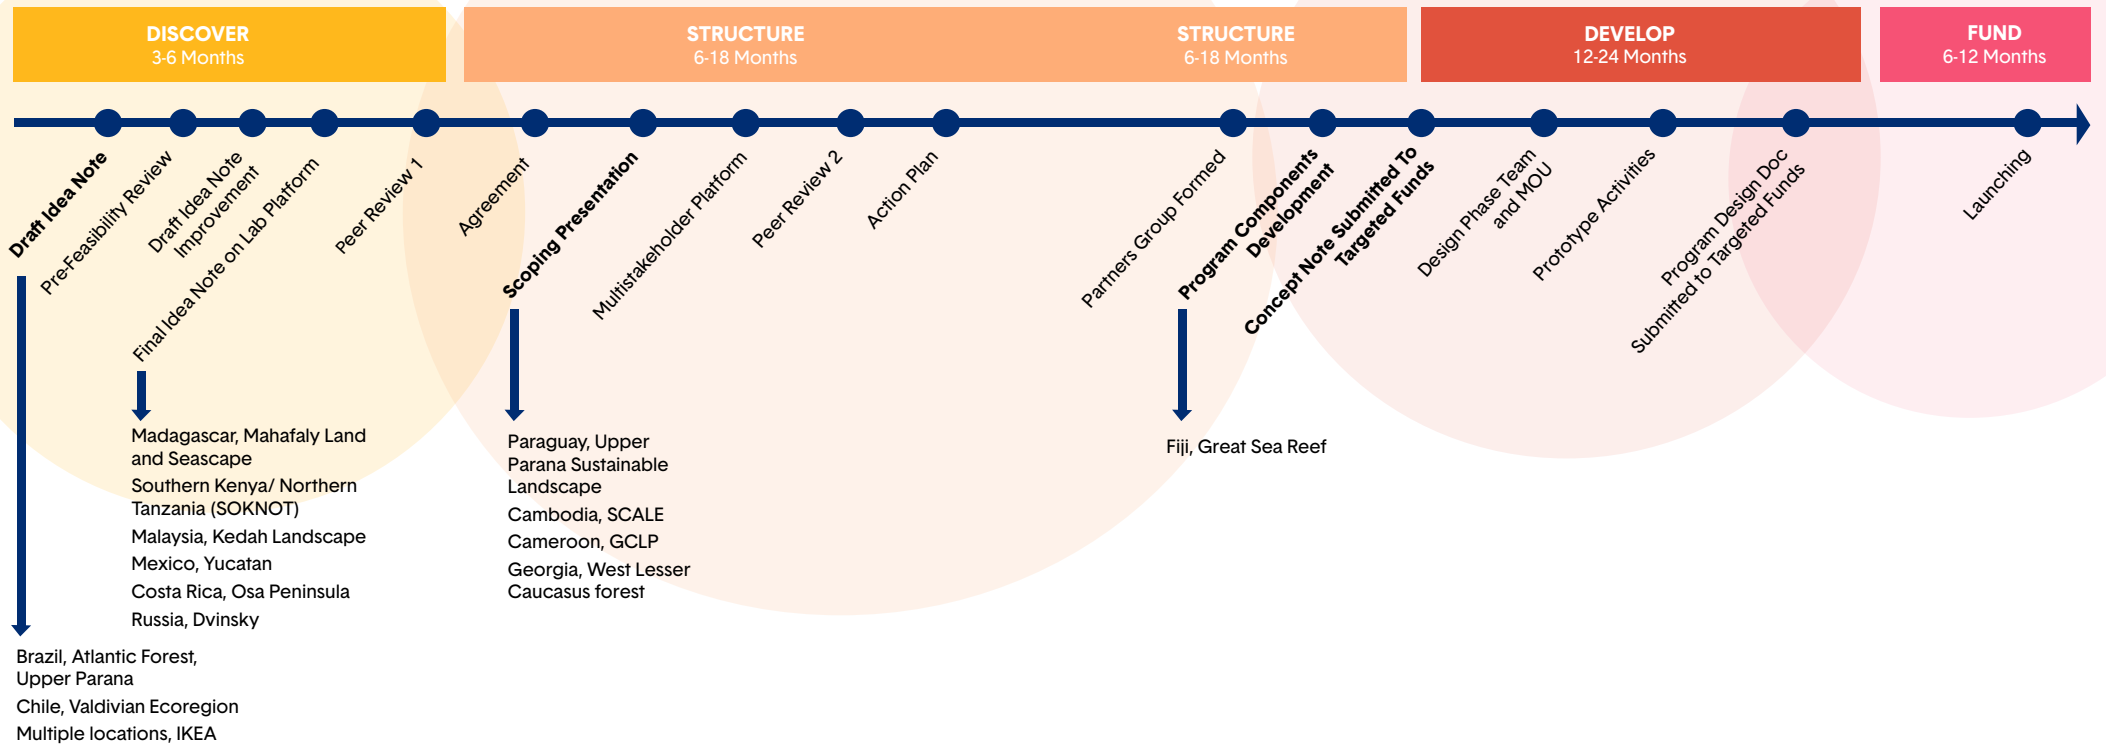 DISCOVER
3-6 Months
STRUCTURE
6-18 Months
STRUCTURE
6-18 Months
DEVELOP
12-24 Months
FUND
6-12 Months
Draft Idea Note
Pre-Feasibility Review
Draft Idea Note
Improvement
Final Idea Note on Lab Platform
Peer Review 1
Agreement
Scoping Presentation
Multistakeholder Platform
Peer Review 2
Action Plan
Partners Group Formed
Program Components
Development
Concept Note Submitted To
Targeted Funds
Design Phase Team
and MOU
Prototype Activities
Program Design Doc
Submitted to Targeted Funds
Launching
Madagascar, Mahafaly Land
and Seascape
Southern Kenya/ Northern
Tanzania (SOKNOT)
Malaysia, Kedah Landscape
Mexico, Yucatan
Costa Rica, Osa Peninsula
Russia, Dvinsky
Paraguay, Upper
Parana Sustainable
Landscape
Cambodia, SCALE
Cameroon, GCLP
Georgia, West Lesser
Caucasus forest
Fiji, Great Sea Reef
Brazil, Atlantic Forest,
Upper Parana
Chile, Valdivian Ecoregion
Multiple locations, IKEA